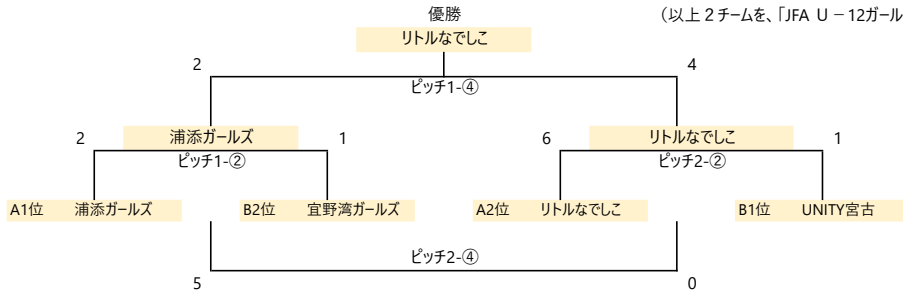 優勝
(以上２チームを、「JFA U－12ガール
リトルなでしこ
2
4
ピッチ1-④
2
浦添ガールズ
1
6
リトルなでしこ
1
ピッチ1-②
ピッチ2-②
A1位 浦添ガールズ
B2位 宜野湾ガールズ
A2位 リトルなでしこ
B1位 UNITY宮古
ピッチ2-④
5
0